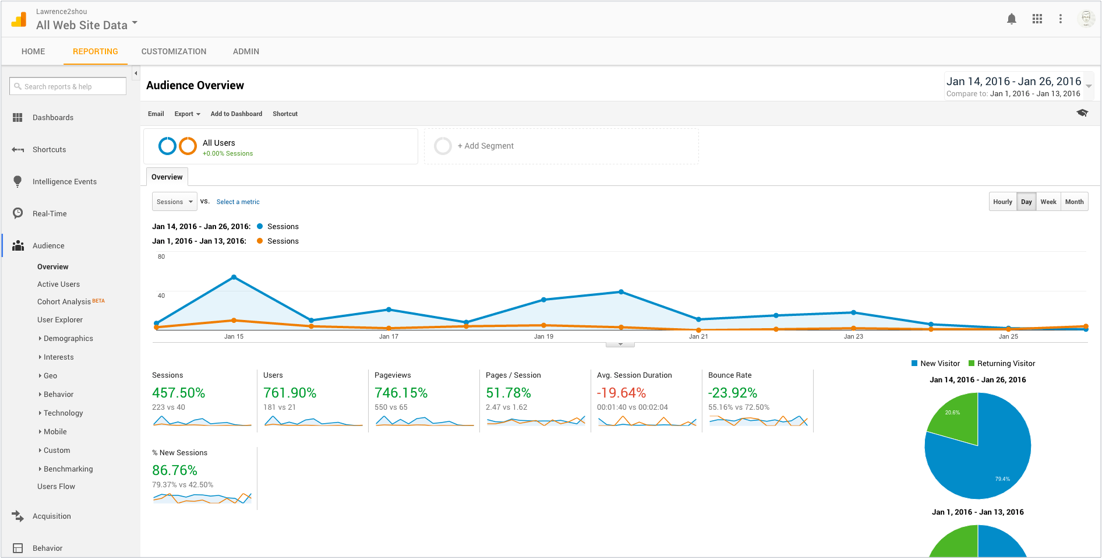 Lawrence2shou
All Web Site Data
HOME
REPORTING
CUSTOMIZATION
ADMIN
Search reports & help
Dashboards
Shortcuts
Intelligence Events
Real-Time
Audience
Overview
Active Users
Cohort Analysis BETA
User Explorer
Demographics
Interests
Geo
Behavior
Technology
Mobile
Custom
Benchmarking
Users Flow
Acquisition
Behavior
Audience Overview
Jan 14, 2016 - Jan 26, 2016
Compare to: Jan 1, 2016 - Jan 13, 2016
Email
Export
Add to Dashboard
Shortcut
All Users
+0.00% Sessions
+ Add Segment
Overview
Sessions
VS.
Select a metric
Hourly
Day
Week
Month
Jan 14, 2016 - Jan 26, 2016: Sessions
Jan 1, 2016 - Jan 13, 2016: Sessions
80
40
Jan 15
Jan 17
Jan 19
Jan 21
Jan 23
Jan 25
Sessions
457.50%
223 vs 40
Users
761.90%
181 vs 21
Pageviews
746.15%
550 vs 65
Pages / Session
51.78%
2.47 vs 1.62
Avg. Session Duration
-19.64%
00:01:40 vs 00:02:04
Bounce Rate
-23.92%
55.16% vs 72.50%
% New Sessions
86.76%
79.37% vs 42.50%
New Visitor
Returning Visitor
Jan 14, 2016 - Jan 26, 2016
20.6%
79.4%
Jan 1, 2016 - Jan 13, 2016